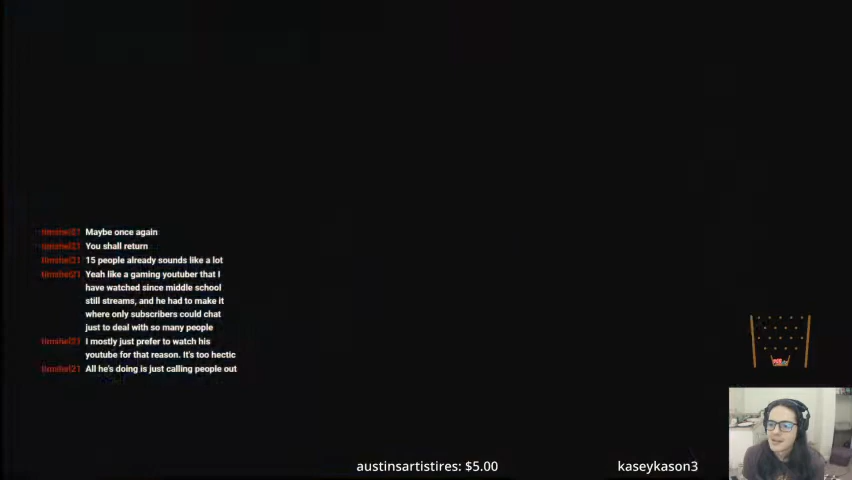 timshel21 Maybe once again
timshel21 You shall return
timshel21 15 people already sounds like a lot
timshel21 Yeah like a gaming youtuber that I
have watched since middle school
still streams, and he had to make it
where only subscribers could chat
just to deal with so many people
timshel21 I mostly just prefer to watch his
youtube for that reason. It's too hectic
timshel21 All he's doing is just calling people out
austinsartistires: $5.00
kaseykason3